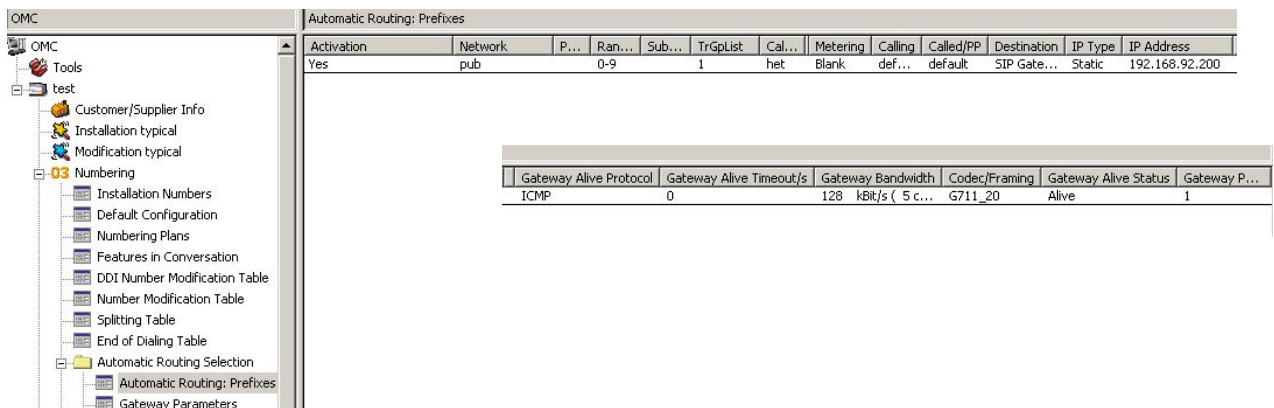 OMC
Automatic Routing: Prefixes
OMC
Tools
test
Customer/Supplier Info
Installation typical
Modification typical
03 Numbering
Installation Numbers
Default Configuration
Numbering Plans
Features in Conversation
DDI Number Modification Table
Number Modification Table
Splitting Table
End of Dialing Table
Automatic Routing Selection
Automatic Routing: Prefixes
Gateway Parameters
Activation Network P... Ran... Sub... TrGpList Cal... Metering Calling Called/PP Destination IP Type IP Address
Yes pub 0-9 1 het Blank def... default SIP Gate... Static 192.168.92.200
Gateway Alive Protocol Gateway Alive Timeout/s Gateway Bandwidth Codec/Framing Gateway Alive Status Gateway P...
ICMP 0 128 kBit/s ( 5 c... G711_20 Alive 1